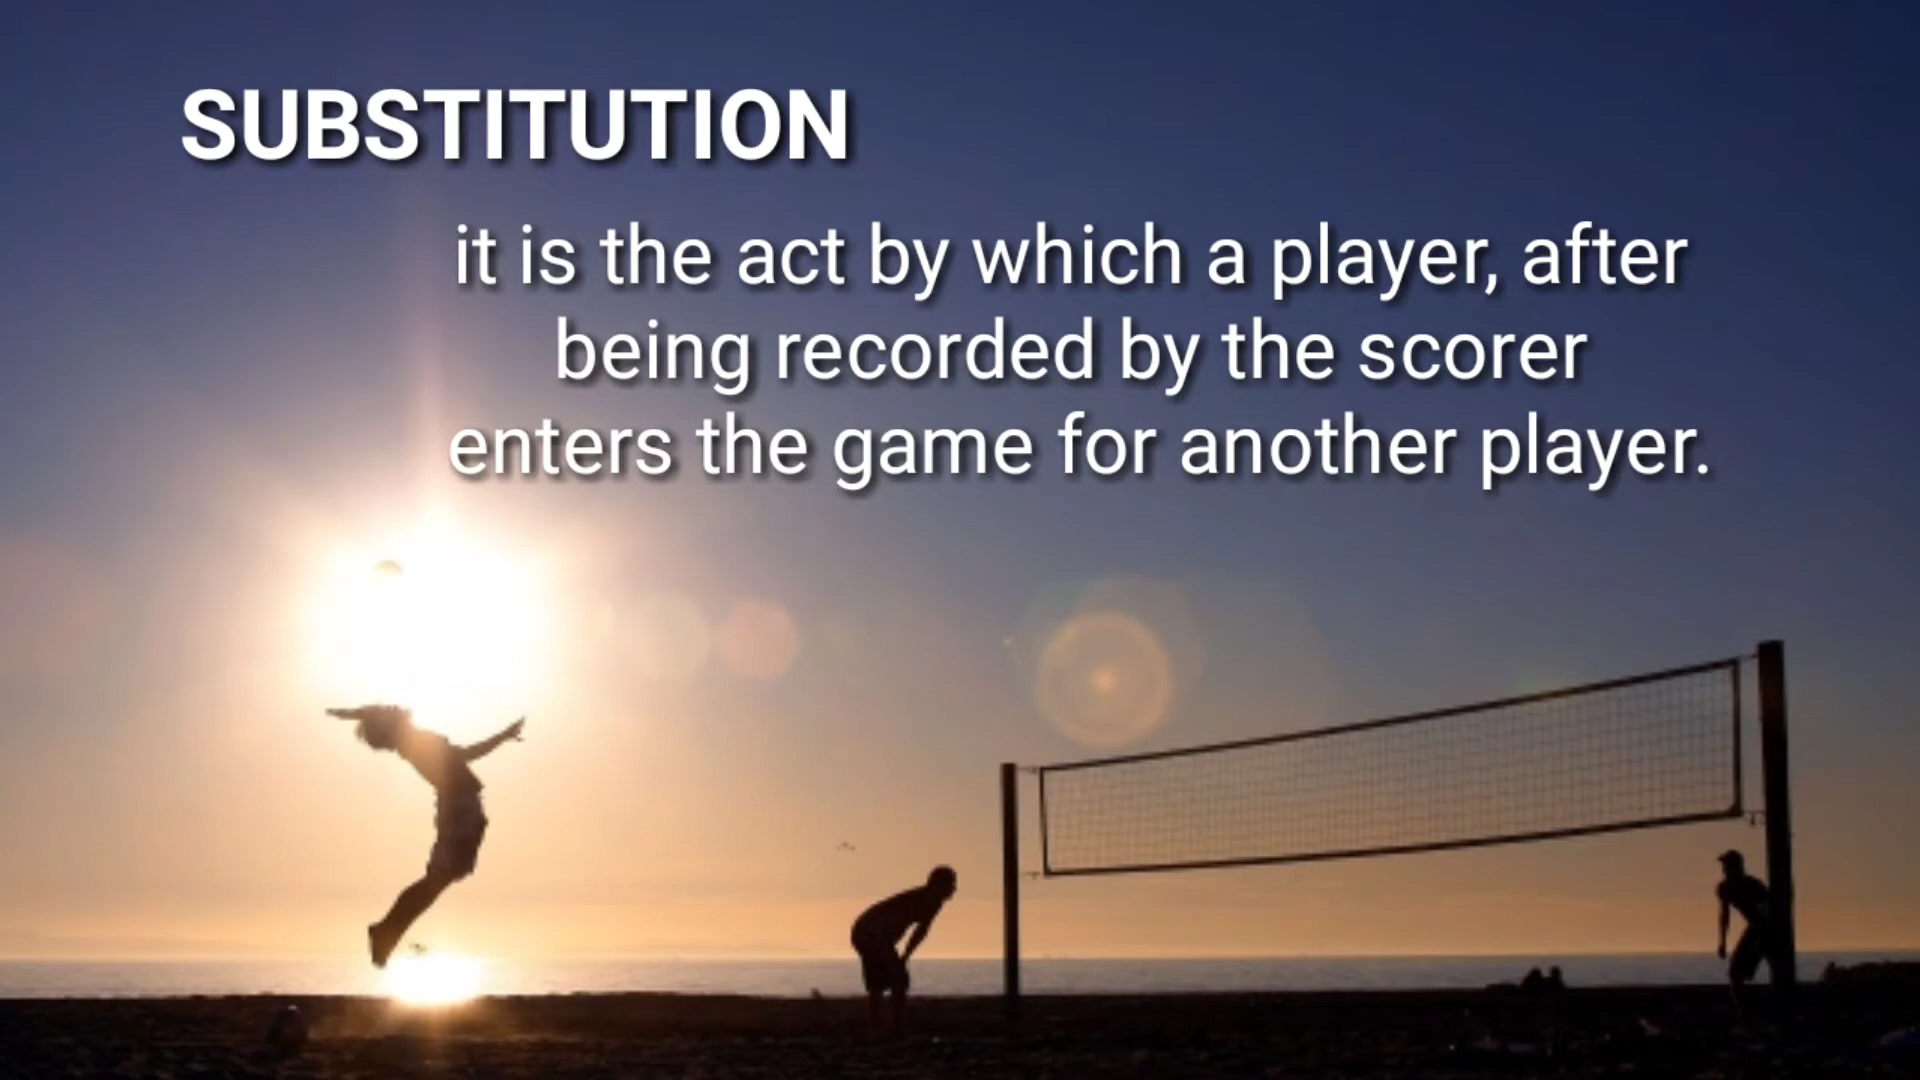 SUBSTITUTION
it is the act by which a player, after
being recorded by the scorer
enters the game for another player.